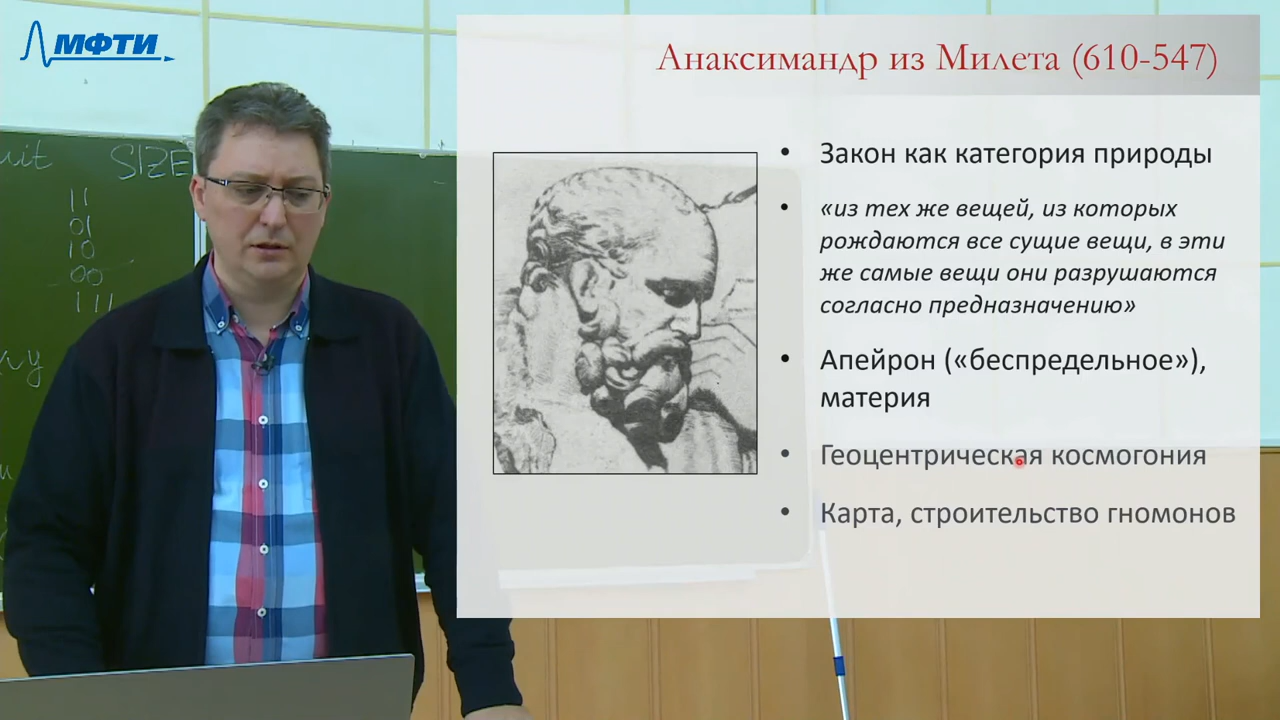 МФТИ
Анаксимандр из Милета (610-547)
• Закон как категория природы
• «из тех же вещей, из которых
рождаются все сущие вещи, в эти
же самые вещи они разрушаются
согласно предназначению»
• Апейрон («беспредельное»),
материя
• Геоцентрическая космогония
• Карта, строительство гномонов
SIZE
11
01
10
00
111